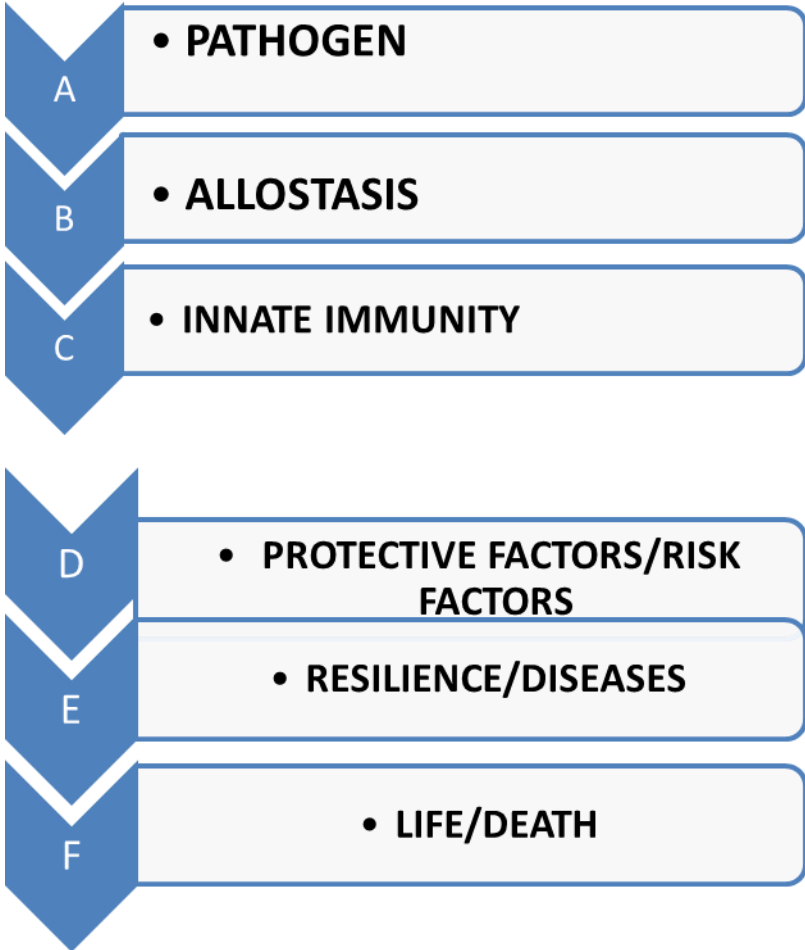 A
• PATHOGEN
B
• ALLOSTASIS
C
• INNATE IMMUNITY
D
• PROTECTIVE FACTORS/RISK
FACTORS
E
• RESILIENCE/DISEASES
F
• LIFE/DEATH